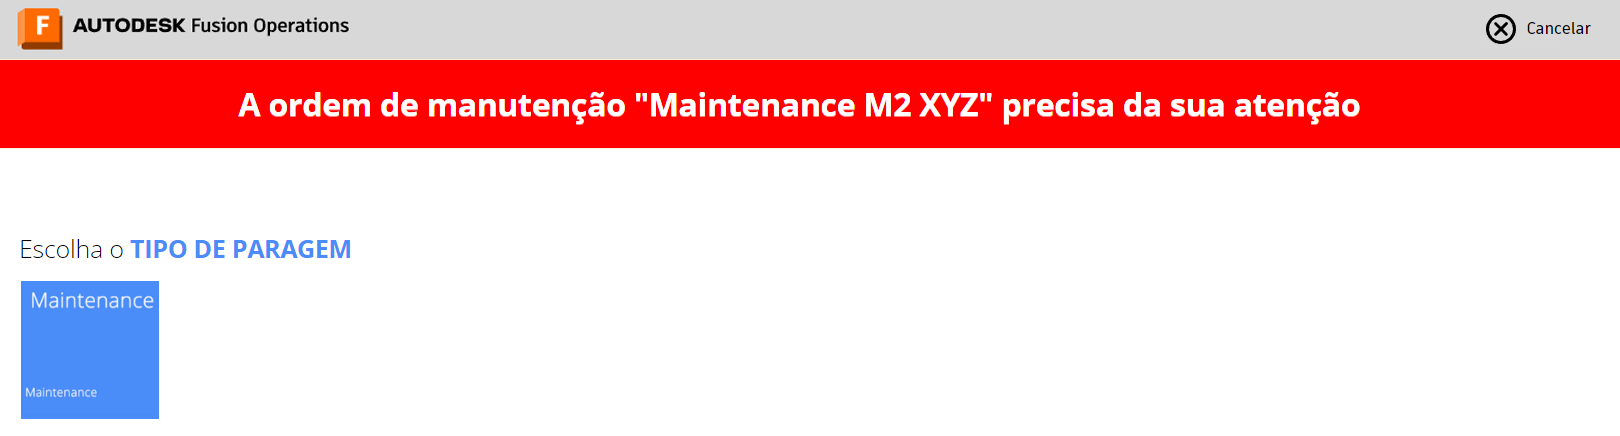 F AUTODESK Fusion Operations
Cancelar
A ordem de manutenção "Maintenance M2 XYZ" precisa da sua atenção
Escolha o TIPO DE PARAGEM
Maintenance
Maintenance